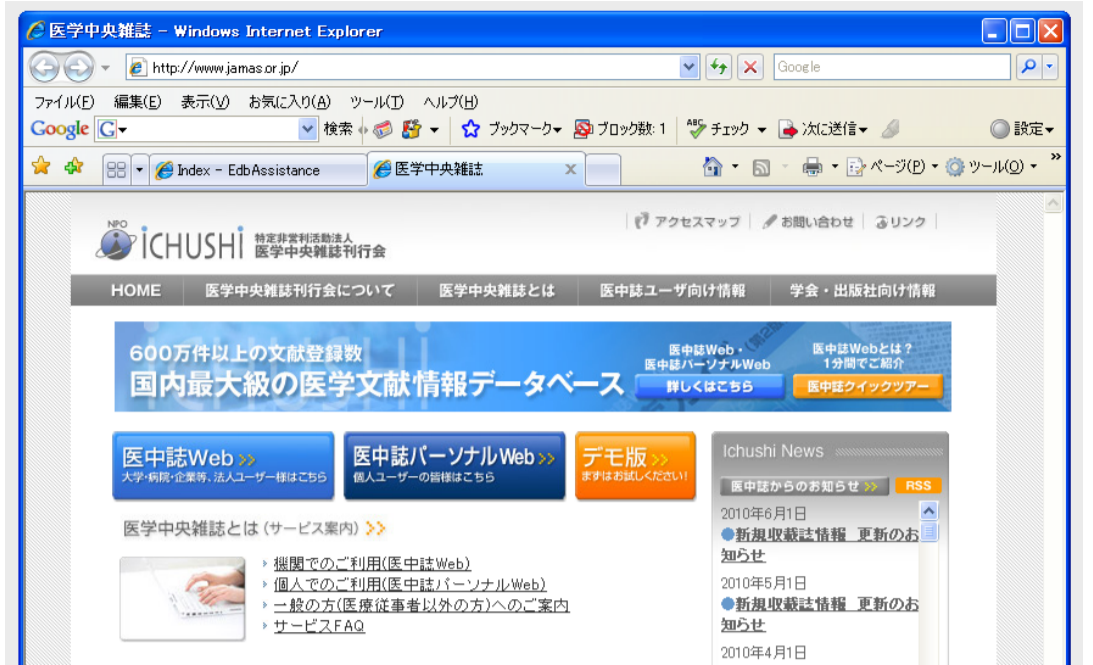 医学中央雑誌 - Windows Internet Explorer
http://www.jamas.or.jp/
Google
ファイル(F) 編集(E) 表示(V) お気に入り(A) ツール(T) ヘルプ(H)
Google G 検索 ブックマーク ブロック数: 1 ABC チェック 次に送信 設定
Index - EdbAssistance 医学中央雑誌 x ページ(P) ツール(O) »
アクセスマップ お問い合わせ リンク
NPO ICHUSHI 特定非営利活動法人
医学中央雑誌刊行会
HOME 医学中央雑誌刊行会について 医学中央雑誌とは 医中誌ユーザ向け情報 学会・出版社向け情報
600万件以上の文献登録数
国内最大級の医学文献情報データベース
医中誌Web・
医中誌パーソナルWeb
詳しくはこちら
医中誌Webとは?
1分間でご紹介
医中誌クイックツアー
医中誌Web >>
大学・病院・企業等、法人ユーザー様はこちら
医中誌パーソナルWeb >>
個人ユーザーの皆様はこちら
デモ版 >>
まずはお試しください!
医学中央雑誌とは (サービス案内) >>
機関でのご利用(医中誌Web)
個人でのご利用(医中誌パーソナルWeb)
一般の方(医療従事者以外の方)へのご案内
サービスFAQ
Ichushi News
医中誌からのお知らせ >> RSS
2010年6月1日
●新規収載誌情報 更新のお
知らせ
2010年5月1日
●新規収載誌情報 更新のお
知らせ
2010年4月1日